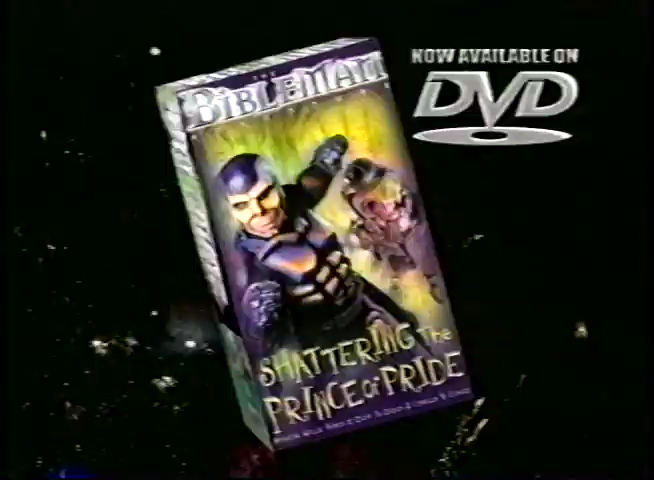 THE
BIBLEMAN
NOW AVAILABLE ON
DVD
SHATTERING The
PRINCE of PRIDE